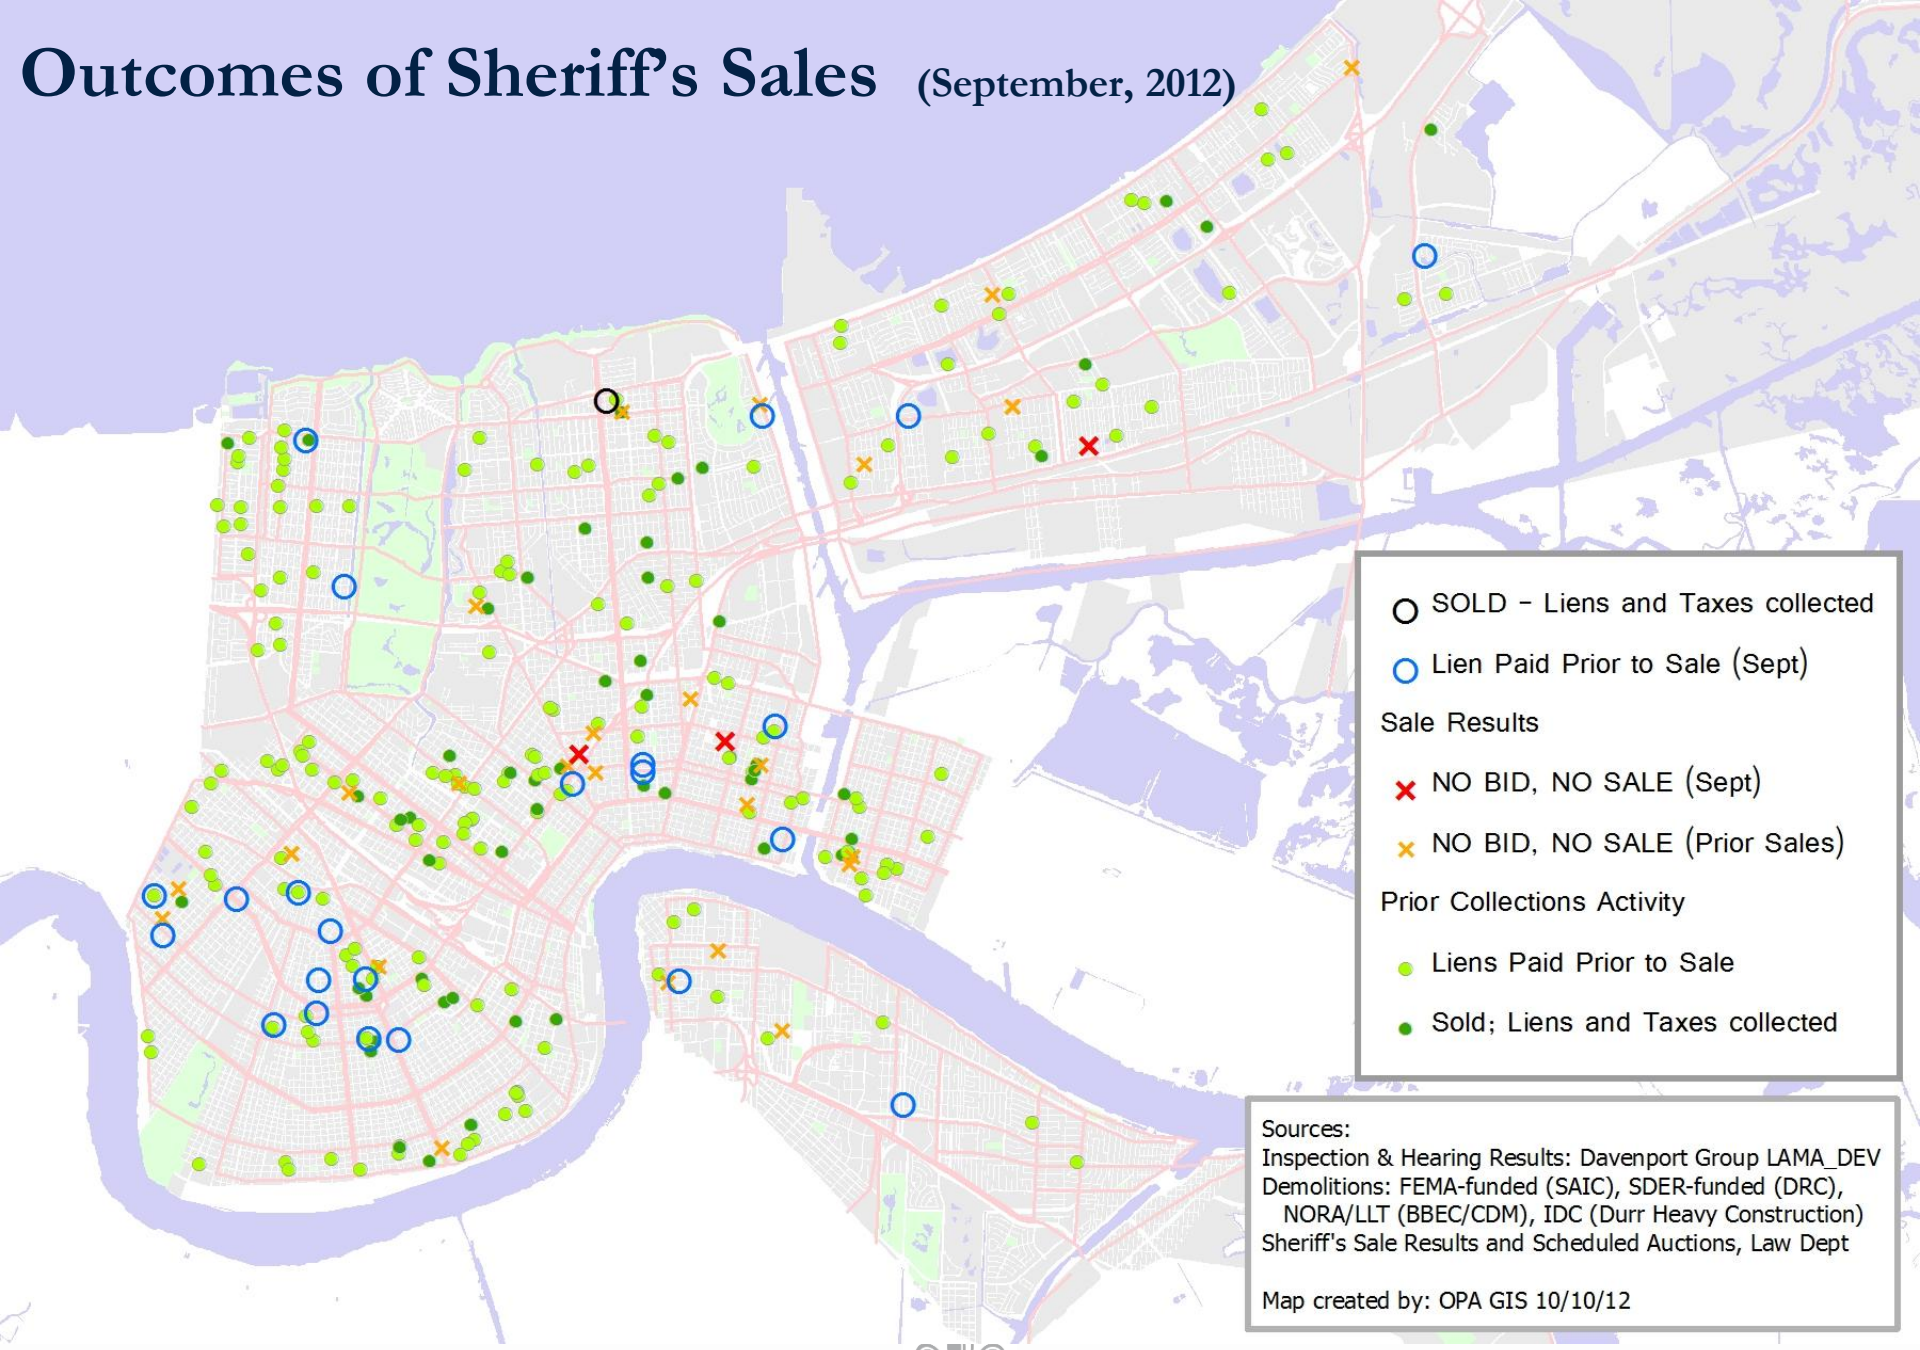 Outcomes of Sheriff’s Sales (September, 2012)
SOLD - Liens and Taxes collected
Lien Paid Prior to Sale (Sept)
Sale Results
NO BID, NO SALE (Sept)
NO BID, NO SALE (Prior Sales)
Prior Collections Activity
Liens Paid Prior to Sale
Sold; Liens and Taxes collected
Sources:
Inspection & Hearing Results: Davenport Group LAMA_DEV
Demolitions: FEMA-funded (SAIC), SDER-funded (DRC),
NORA/LLT (BBEC/CDM), IDC (Durr Heavy Construction)
Sheriff's Sale Results and Scheduled Auctions, Law Dept
Map created by: OPA GIS 10/10/12